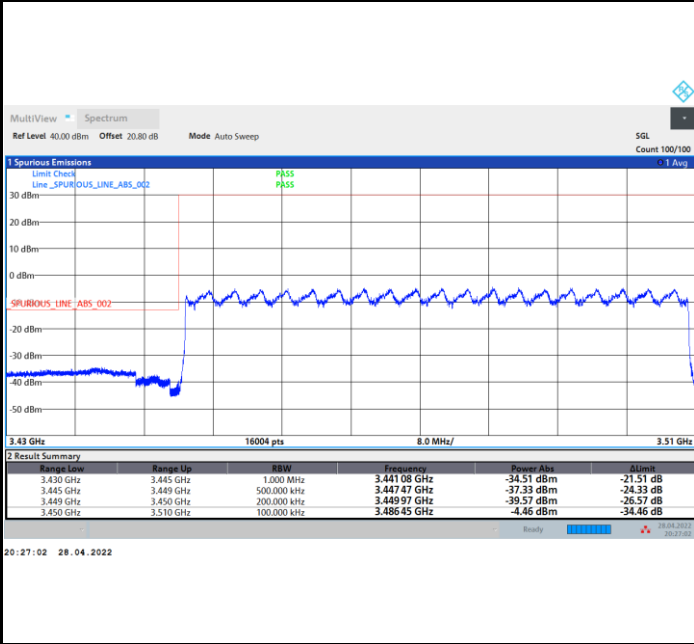 MultiView Spectrum
Ref Level 40.00 dBm Offset 20.80 dB Mode Auto Sweep SGL
Count 100/100
1 Spurious Emissions 1 Avg
Limit Check PASS
Line _SPURIOUS_LINE_ABS_002 PASS
30 dBm
20 dBm
10 dBm
0 dBm
_SPURIOUS_LINE_ABS_002
-20 dBm
-30 dBm
-40 dBm
-50 dBm
3.43 GHz 16004 pts 8.0 MHz/ 3.51 GHz
2 Result Summary
Range Low Range Up RBW Frequency Power Abs ΔLimit
3.430 GHz 3.445 GHz 1.000 MHz 3.441 08 GHz -34.51 dBm -21.51 dB
3.445 GHz 3.449 GHz 500.000 kHz 3.447 47 GHz -37.33 dBm -24.33 dB
3.449 GHz 3.450 GHz 200.000 kHz 3.449 97 GHz -39.57 dBm -26.57 dB
3.450 GHz 3.510 GHz 100.000 kHz 3.486 45 GHz -4.46 dBm -34.46 dB
Ready 28.04.2022
20:27:02
20:27:02 28.04.2022